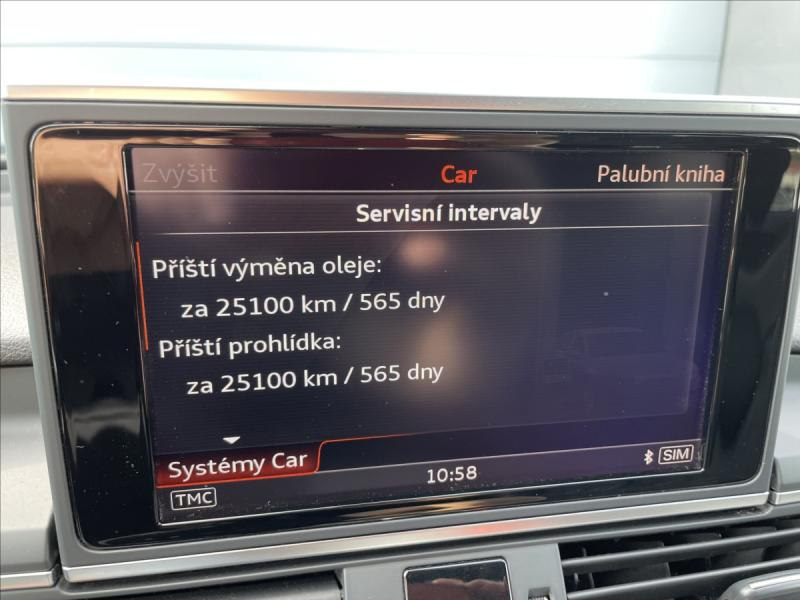 Zvýšit Car Palubní kniha
Servisní intervaly
Příští výměna oleje:
za 25100 km / 565 dny
Příští prohlídka:
za 25100 km / 565 dny
Systémy Car
TMC 10:58 SIM